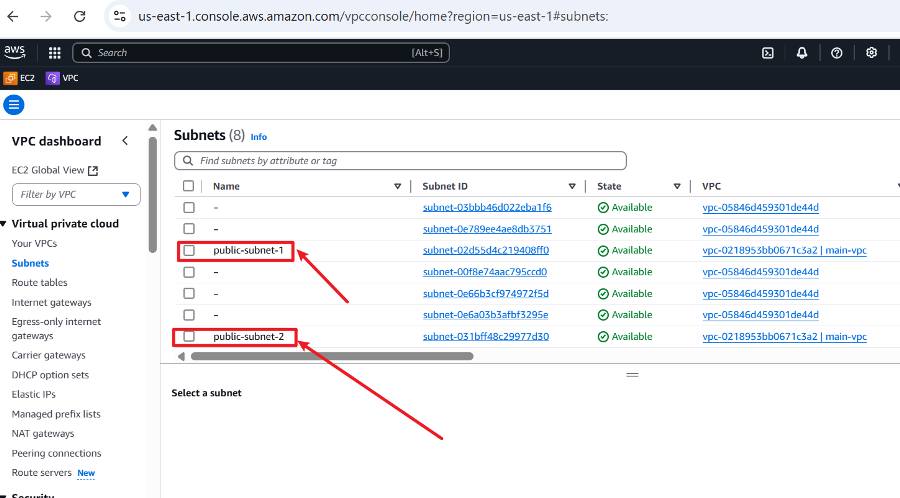 us-east-1.console.aws.amazon.com/vpcconsole/home?region=us-east-1#subnets:
aws Search [Alt+S]
EC2 VPC
VPC dashboard
EC2 Global View
Filter by VPC
Virtual private cloud
Your VPCs
Subnets
Route tables
Internet gateways
Egress-only internet
gateways
Carrier gateways
DHCP option sets
Elastic IPs
Managed prefix lists
NAT gateways
Peering connections
Route servers New
Security
Subnets (8) Info
Find subnets by attribute or tag
Name Subnet ID State VPC
– subnet-03bbb46d022eba1f6 Available vpc-05846d459301de44d
– subnet-0e789ee4ae8db3751 Available vpc-05846d459301de44d
public-subnet-1 subnet-02d55d4c219408ff0 Available vpc-0218953bb0671c3a2 | main-vpc
– subnet-00f8e74aac795ccd0 Available vpc-05846d459301de44d
– subnet-0e66b3cf974972f5d Available vpc-05846d459301de44d
– subnet-0e6a03b3afbf3295e Available vpc-05846d459301de44d
public-subnet-2 subnet-031bff48c29977d30 Available vpc-0218953bb0671c3a2 | main-vpc
Select a subnet